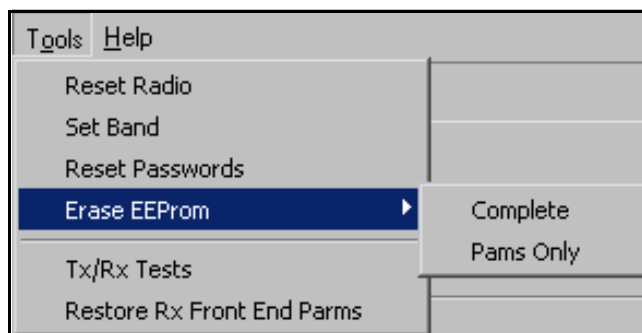 Tools Help
Reset Radio
Set Band
Reset Passwords
Erase EEProm
Complete
Pams Only
Tx/Rx Tests
Restore Rx Front End Parms